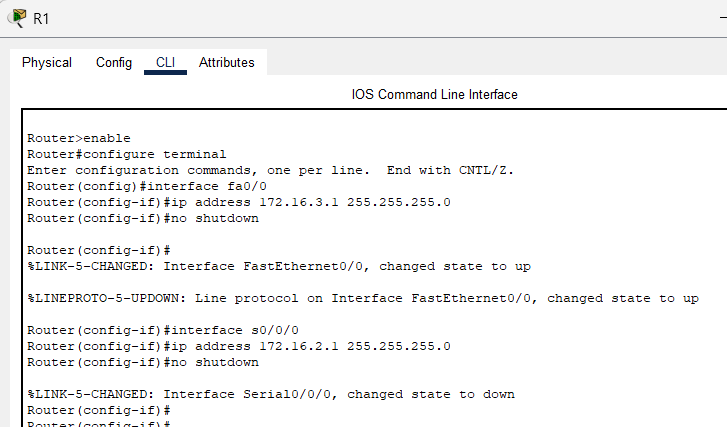 R1
Physical Config CLI Attributes
IOS Command Line Interface
Router>enable
Router#configure terminal
Enter configuration commands, one per line.  End with CNTL/Z.
Router(config)#interface fa0/0
Router(config-if)#ip address 172.16.3.1 255.255.255.0
Router(config-if)#no shutdown
Router(config-if)#
%LINK-5-CHANGED: Interface FastEthernet0/0, changed state to up
%LINEPROTO-5-UPDOWN: Line protocol on Interface FastEthernet0/0, changed state to up
Router(config-if)#interface s0/0/0
Router(config-if)#ip address 172.16.2.1 255.255.255.0
Router(config-if)#no shutdown
%LINK-5-CHANGED: Interface Serial0/0/0, changed state to down
Router(config-if)#
Router(config-if)#